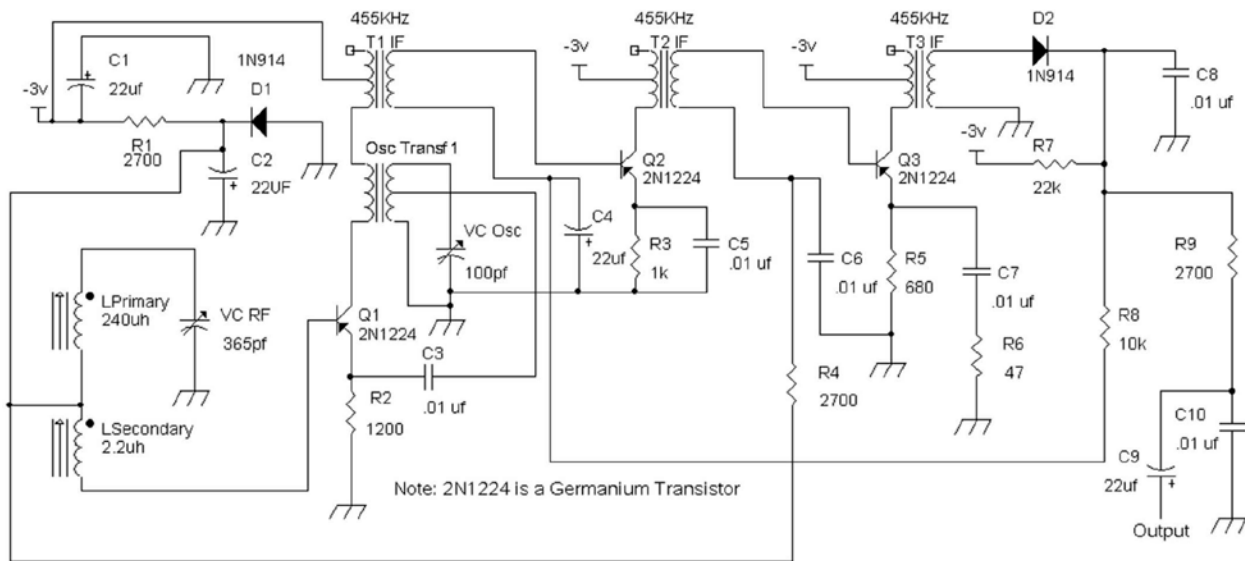 455KHz
T1 IF
455KHz
T2 IF
455KHz
T3 IF
D2
1N914
-3v
-3v
C1
22uf
1N914
D1
-3v
R1
2700
C2
22UF
C8
.01 uf
-3v
R7
22k
Osc Transf 1
Q2
2N1224
Q3
2N1224
VC Osc
100pf
C4
22uf
R3
1k
C5
.01 uf
C6
.01 uf
R5
680
C7
.01 uf
R9
2700
LPrimary
240uh
VC RF
365pf
Q1
2N1224
C3
.01 uf
R6
47
R8
10k
R2
1200
R4
2700
LSecondary
2.2uh
C10
.01 uf
C9
22uf
Note: 2N1224 is a Germanium Transistor
Output